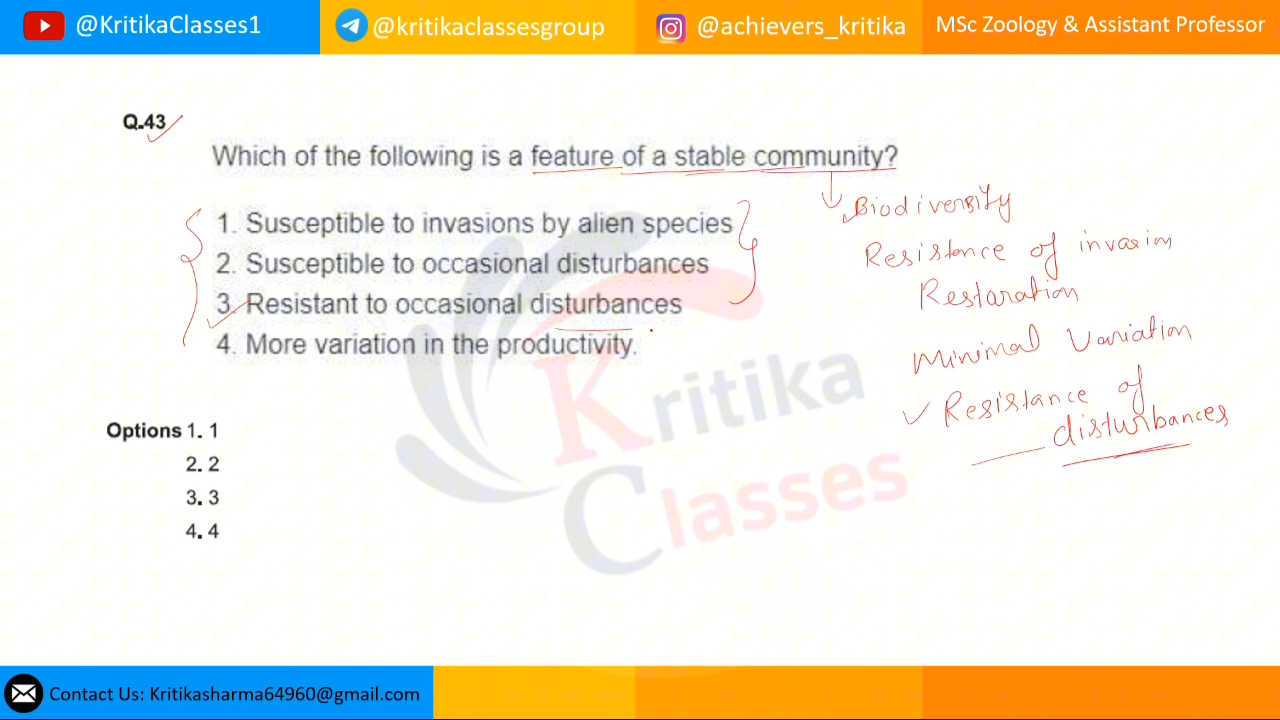 @KritikaClasses1
@kritikaclassesgroup
@achievers_kritika
MSc Zoology & Assistant Professor
Q.43
Which of the following is a feature of a stable community?
1. Susceptible to invasions by alien species
2. Susceptible to occasional disturbances
3. Resistant to occasional disturbances
4. More variation in the productivity.
Biodiversity
Resistance of invasion
Restoration
Minimal Variation
Resistance of
disturbances
Options 1. 1
2. 2
3. 3
4. 4
Kritika
Classes
Contact Us: Kritikasharma64960@gmail.com